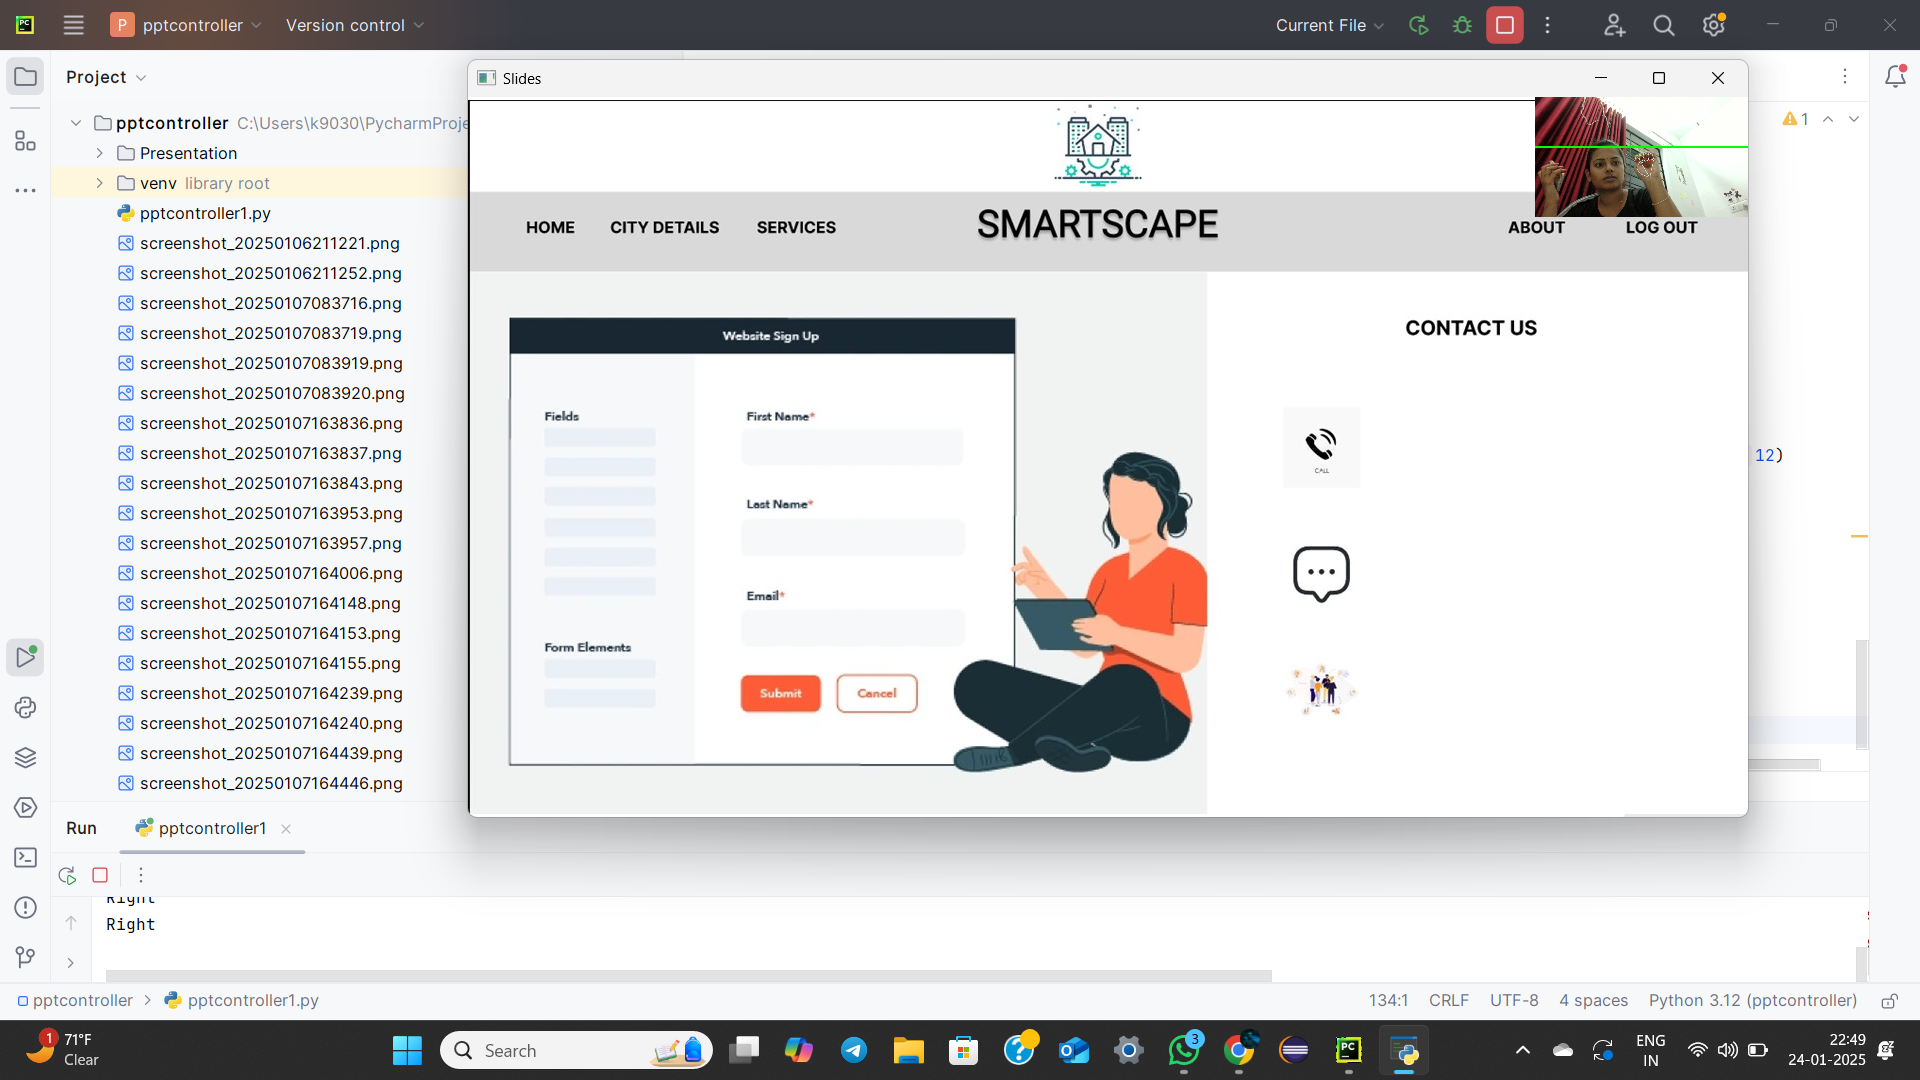 pptcontroller
Version control
Current File
Project
Slides
pptcontroller C:\Users\k9030\PycharmProje
Presentation
venv library root
pptcontroller1.py
screenshot_20250106211221.png
screenshot_20250106211252.png
screenshot_20250107083716.png
screenshot_20250107083719.png
screenshot_20250107083919.png
screenshot_20250107083920.png
screenshot_20250107163836.png
screenshot_20250107163837.png
screenshot_20250107163843.png
screenshot_20250107163953.png
screenshot_20250107163957.png
screenshot_20250107164006.png
screenshot_20250107164148.png
screenshot_20250107164153.png
screenshot_20250107164155.png
screenshot_20250107164239.png
screenshot_20250107164240.png
screenshot_20250107164439.png
screenshot_20250107164446.png
HOME CITY DETAILS SERVICES SMARTSCAPE ABOUT LOG OUT
Website Sign Up
Fields
First Name*
Last Name*
Email*
Form Elements
Submit Cancel
CONTACT US
CALL
1
12)
Run pptcontroller1
Right
Right
pptcontroller > pptcontroller1.py
134:1 CRLF UTF-8 4 spaces Python 3.12 (pptcontroller)
1
71°F
Clear
Search
3
ENG
IN
22:49
24-01-2025